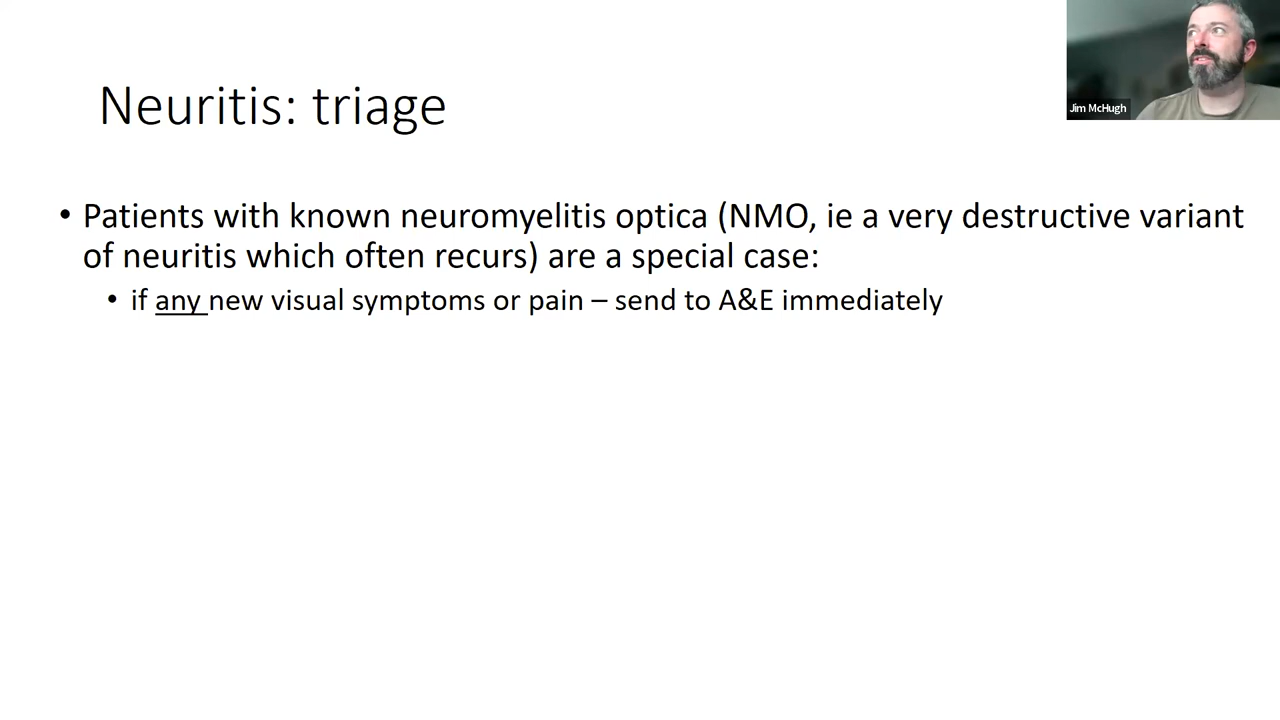 Jim McHugh
Neuritis: triage
• Patients with known neuromyelitis optica (NMO, ie a very destructive variant
of neuritis which often recurs) are a special case:
• if any new visual symptoms or pain – send to A&E immediately